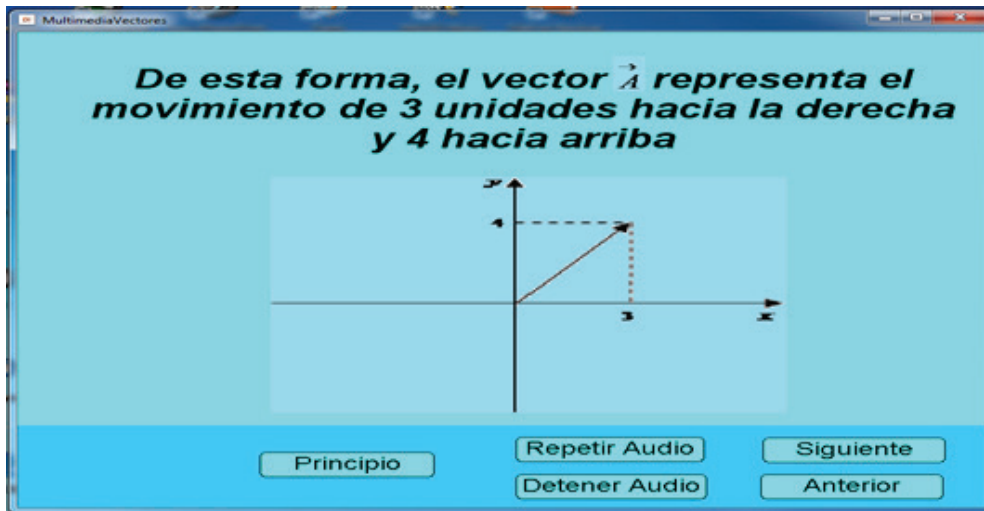 MultimediaVectores
De esta forma, el vector A representa el
movimiento de 3 unidades hacia la derecha
y 4 hacia arriba
y
4
3
x
Principio
Repetir Audio
Detener Audio
Siguiente
Anterior